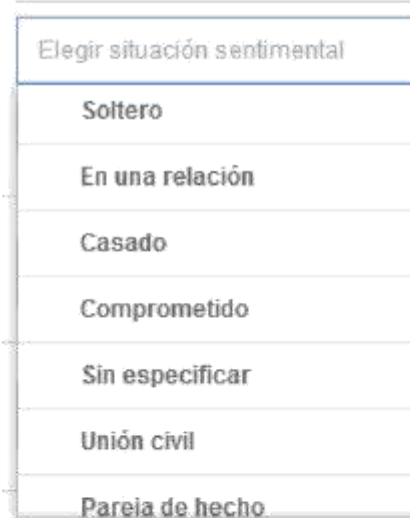 Elegir situación sentimental
Soltero
En una relación
Casado
Comprometido
Sin especificar
Unión civil
Pareja de hecho